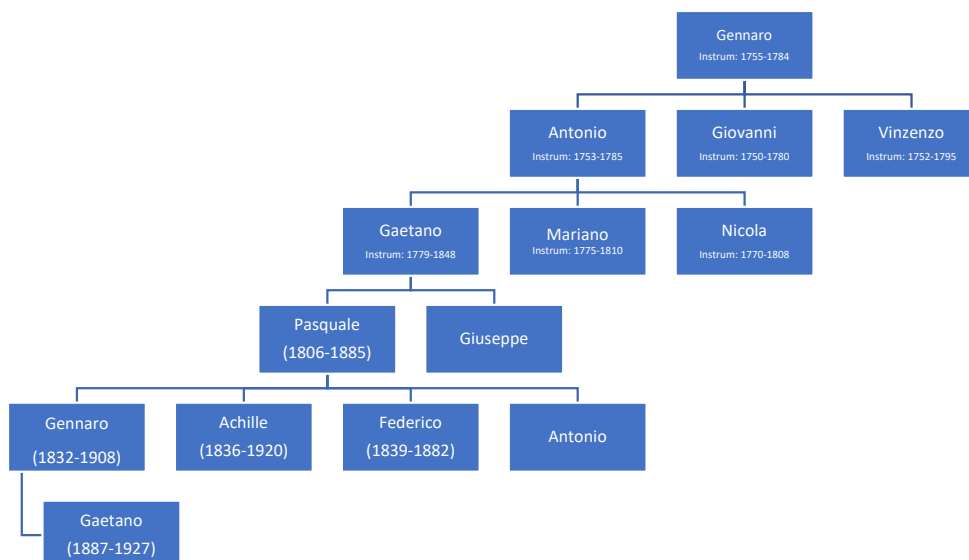 Gennaro
Instrum: 1755-1784
Antonio
Instrum: 1753-1785
Giovanni
Instrum: 1750-1780
Vinzenzo
Instrum: 1752-1795
Gaetano
Instrum: 1779-1848
Mariano
Instrum: 1775-1810
Nicola
Instrum: 1770-1808
Pasquale
(1806-1885)
Giuseppe
Gennaro
(1832-1908)
Achille
(1836-1920)
Federico
(1839-1882)
Antonio
Gaetano
(1887-1927)